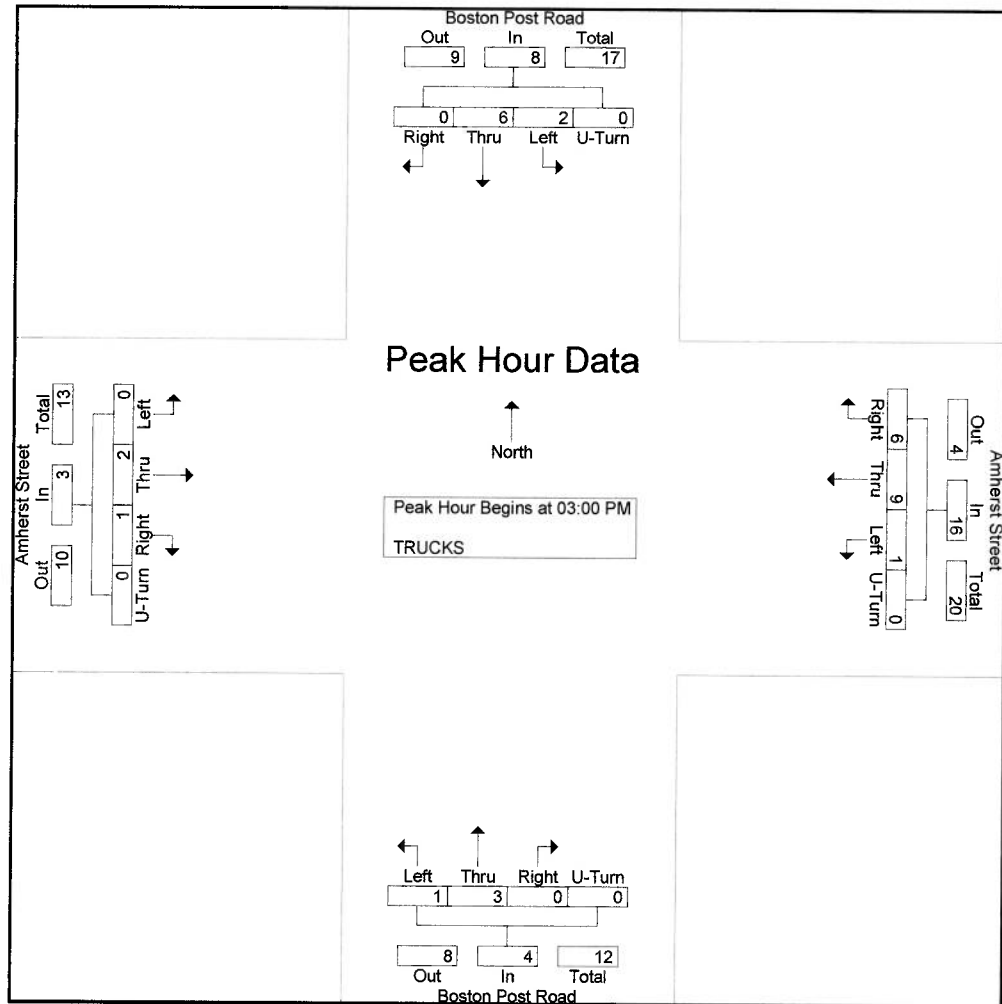 Boston Post Road
Out In Total
9 8 17
0 6 2 0
Right Thru Left U-Turn
Peak Hour Data
North
Peak Hour Begins at 03:00 PM
TRUCKS
Amherst Street
Total In Out
13 3 10
0 2 1 0
Left Thru Right U-Turn
Right Thru Left U-Turn
6 9 1 0
Out In Total
4 16 20
Amherst Street
Left Thru Right U-Turn
1 3 0 0
8 4 12
Out In Total
Boston Post Road